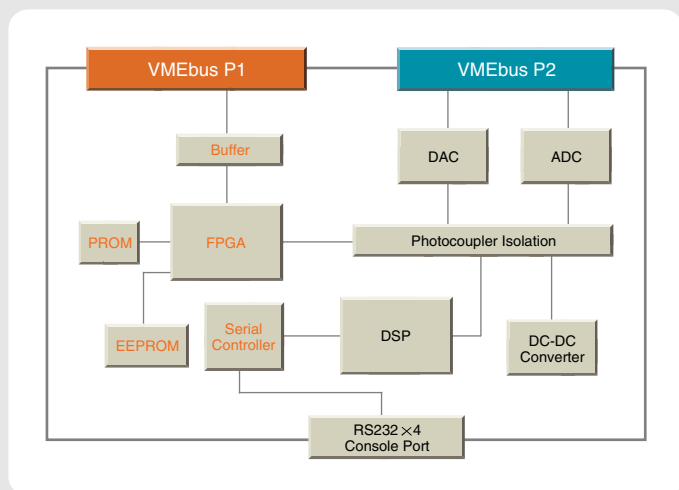 VMEbus P1
VMEbus P2
Buffer
DAC
ADC
PROM
FPGA
Photocoupler Isolation
EEPROM
Serial
Controller
DSP
DC-DC
Converter
RS232×4
Console Port